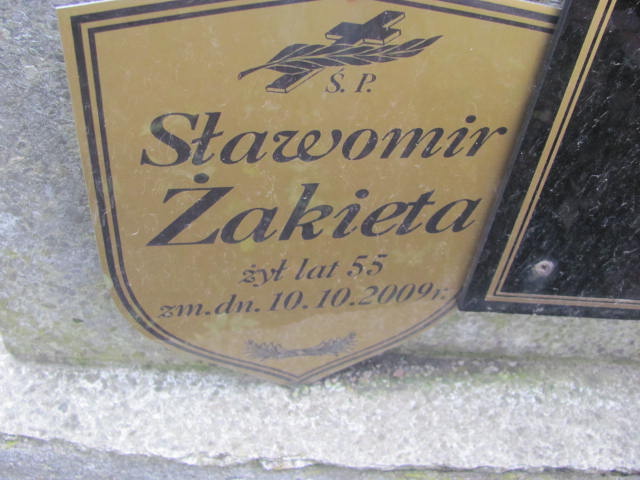 Ś. P.
Sławomir
Żakieta
żył lat 55
zm.dn. 10.10.2009r.